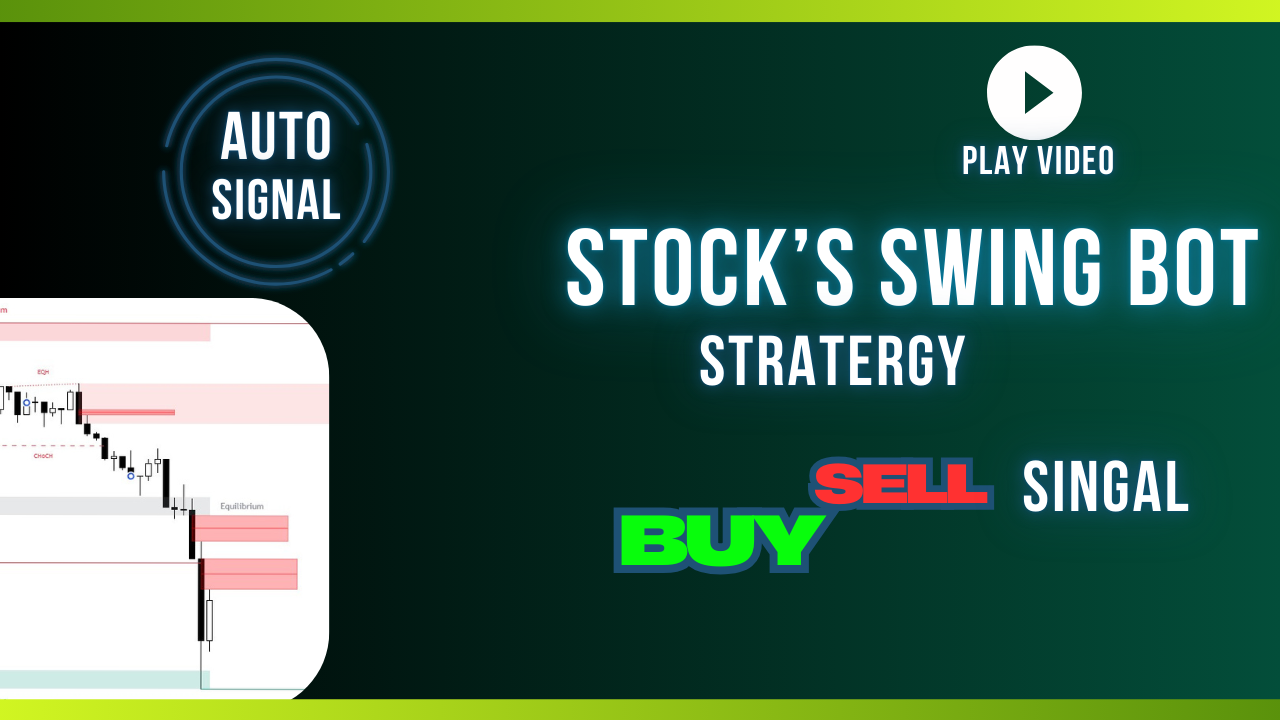 AUTO
SIGNAL
PLAY VIDEO
STOCK’S SWING BOT
STRATERGY
SELL
SINGAL
BUY
m
EQH
CHoCH
Equilibrium